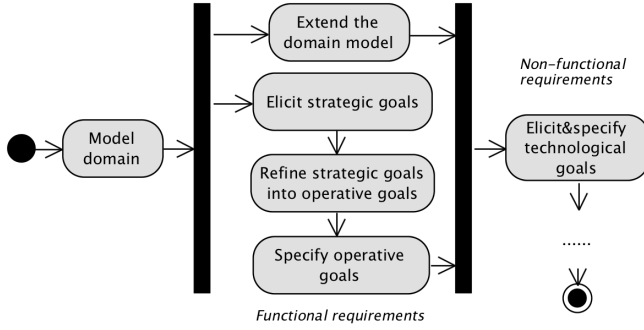 Extend the
domain model
Non-functional
requirements
Elicit strategic goals
Model
domain
Elicit&specify
technological
goals
Refine strategic goals
into operative goals
Specify operative
goals
......
Functional requirements